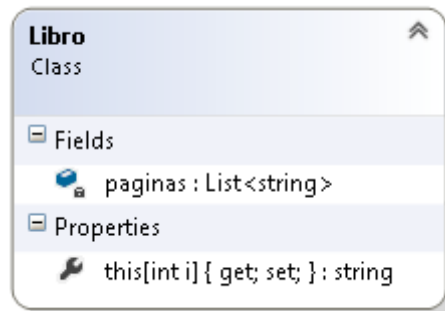 Libro
Class
Fields
paginas : List<string>
Properties
this[int i] { get; set; } : string